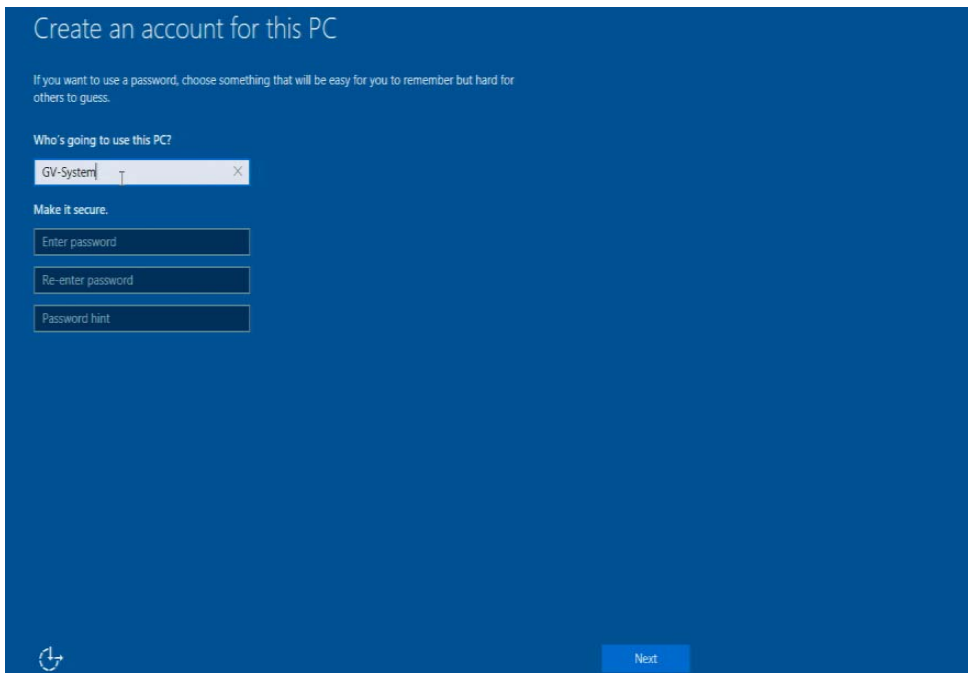 Create an account for this PC
If you want to use a password, choose something that will be easy for you to remember but hard for
others to guess.
Who's going to use this PC?
GV-System
Make it secure.
Enter password
Re-enter password
Password hint
Next